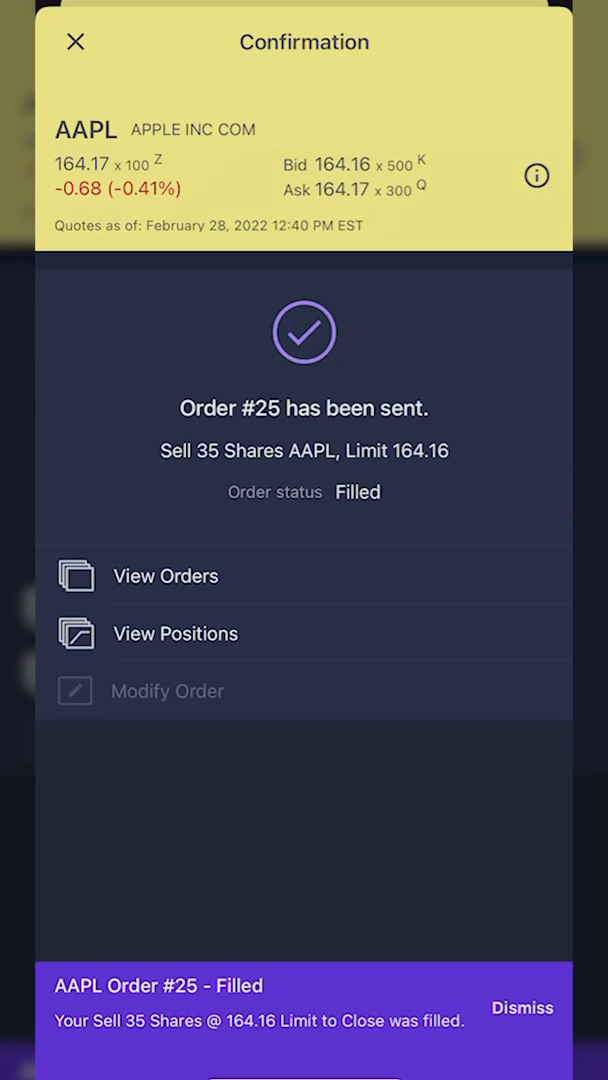 Confirmation
AAPL APPLE INC COM
164.17 x 100 Z
Bid 164.16 x 500 K
-0.68 (-0.41%)
Ask 164.17 x 300 Q
Quotes as of: February 28, 2022 12:40 PM EST
Order #25 has been sent.
Sell 35 Shares AAPL, Limit 164.16
Order status Filled
View Orders
View Positions
Modify Order
AAPL Order #25 - Filled
Your Sell 35 Shares @ 164.16 Limit to Close was filled.
Dismiss